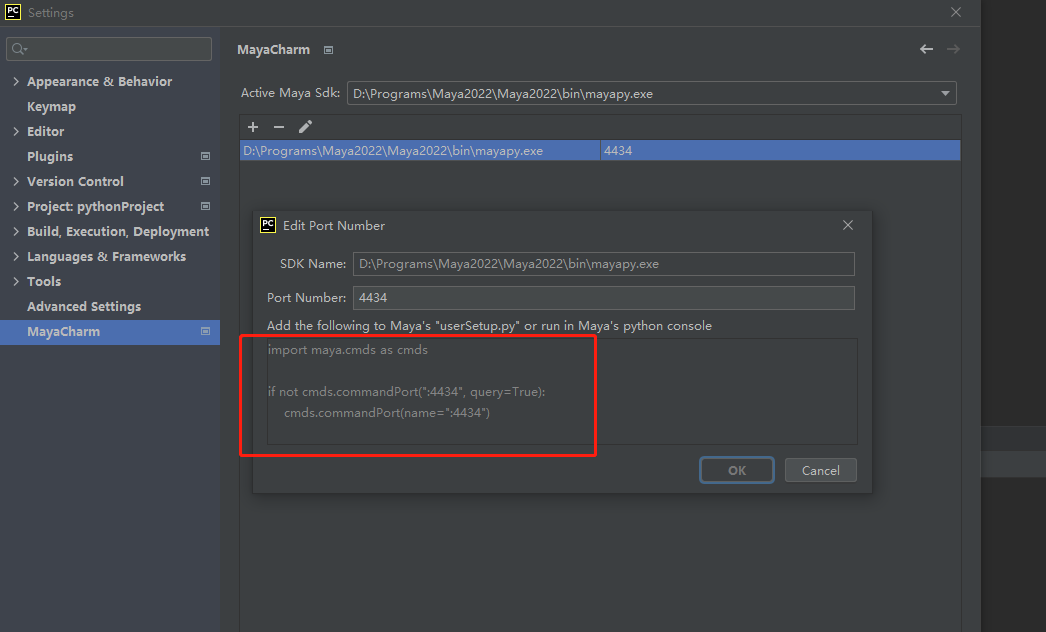 PC Settings
MayaCharm
Active Maya Sdk: D:\Programs\Maya2022\Maya2022\bin\mayapy.exe
Appearance & Behavior
Keymap
Editor
Plugins
Version Control
Project: pythonProject
Build, Execution, Deployment
Languages & Frameworks
Tools
Advanced Settings
MayaCharm
D:\Programs\Maya2022\Maya2022\bin\mayapy.exe 4434
PC Edit Port Number
SDK Name: D:\Programs\Maya2022\Maya2022\bin\mayapy.exe
Port Number: 4434
Add the following to Maya's "userSetup.py" or run in Maya's python console
import maya.cmds as cmds
if not cmds.commandPort(":4434", query=True):
cmds.commandPort(name=":4434")
OK Cancel